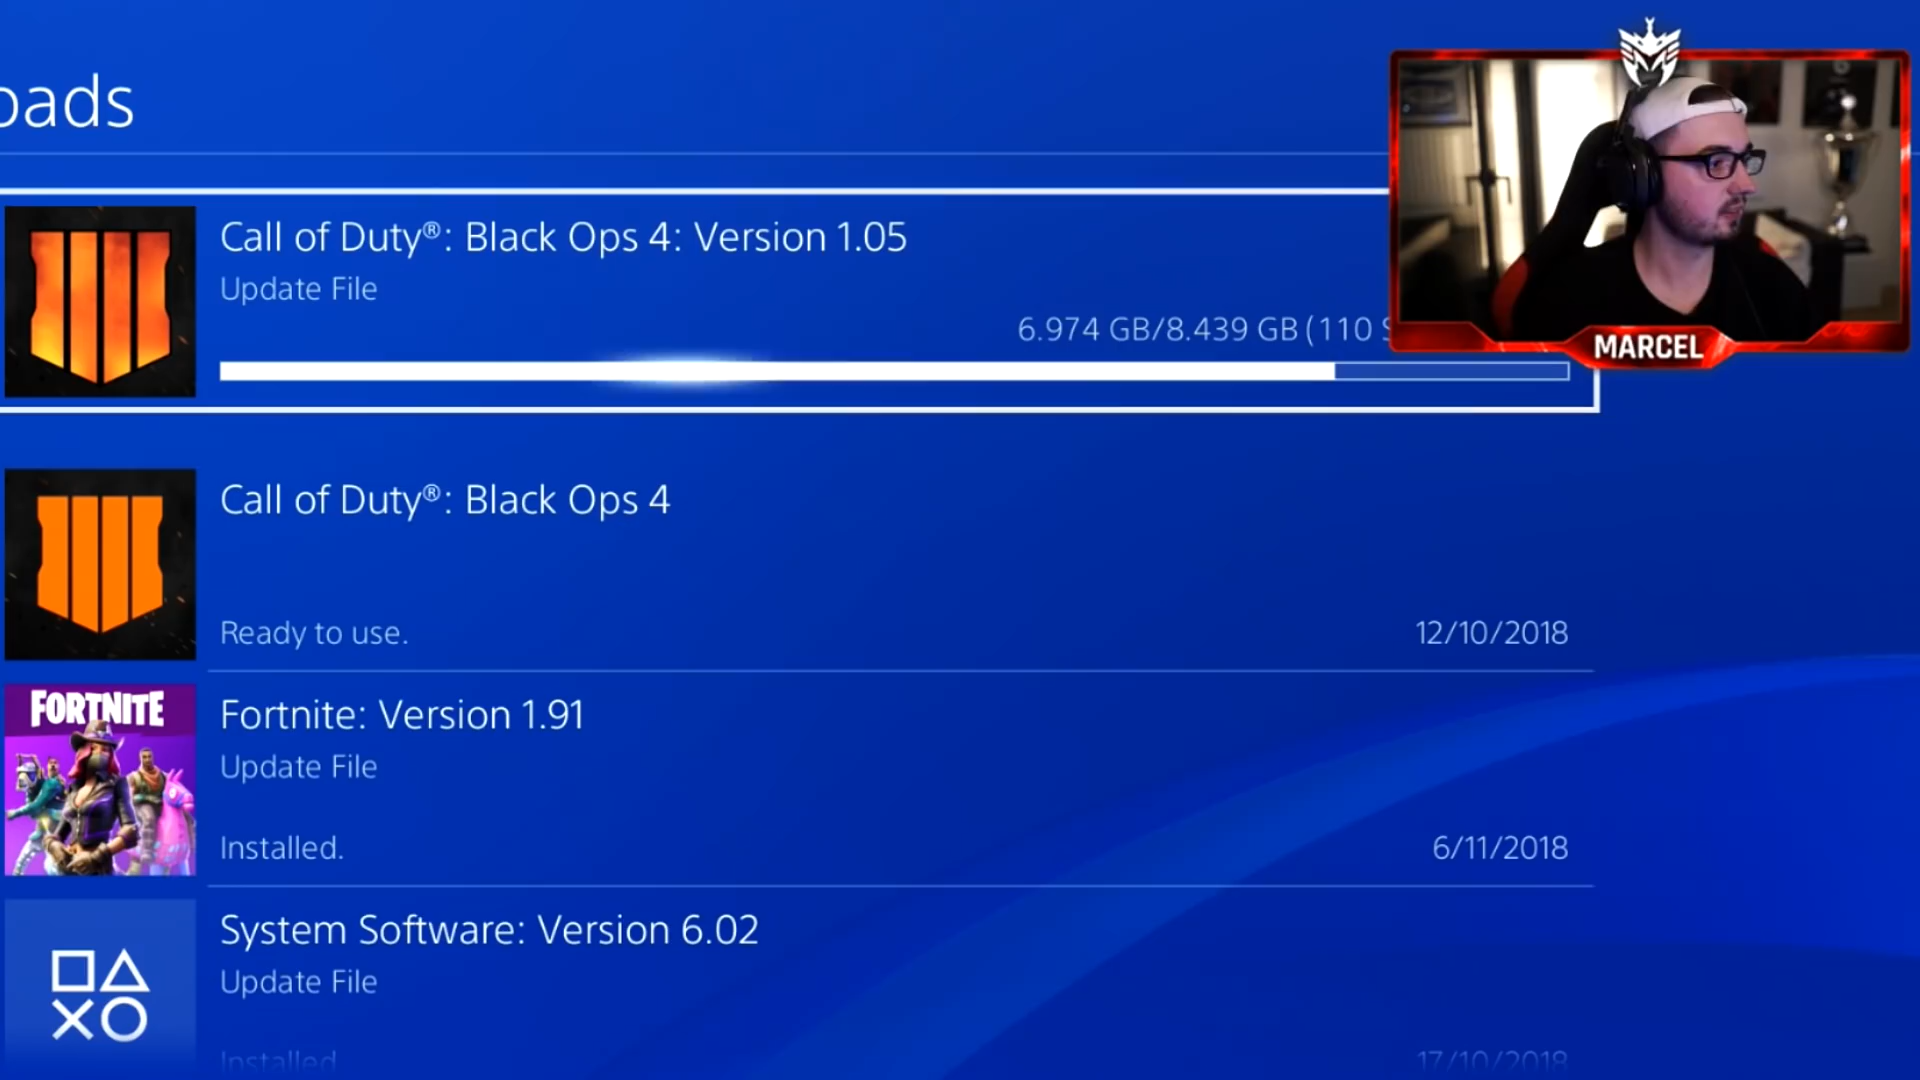 oads
Call of Duty®: Black Ops 4: Version 1.05
Update File
6.974 GB/8.439 GB (110
MARCEL
Call of Duty®: Black Ops 4
Ready to use.
12/10/2018
FORTNITE
Fortnite: Version 1.91
Update File
Installed.
6/11/2018
System Software: Version 6.02
Update File
Installed
17/10/2018